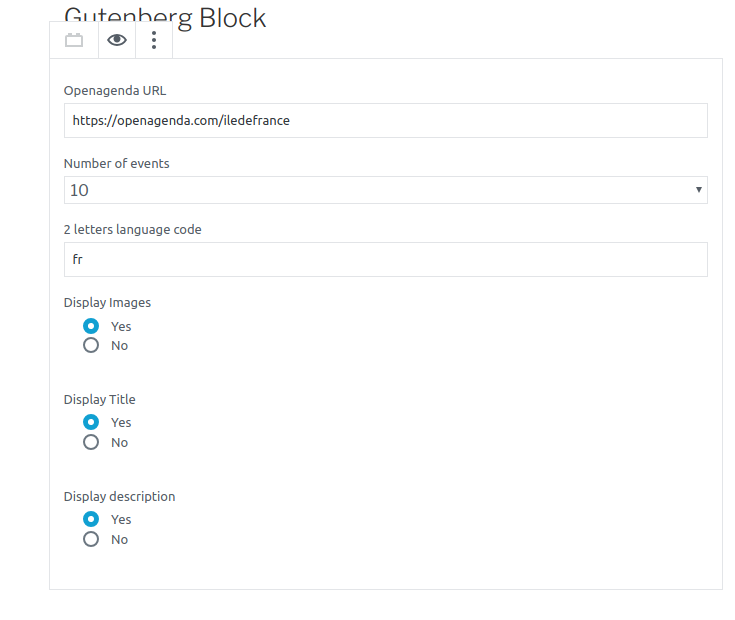 Gutenberg Block
Openagenda URL
https://openagenda.com/iledefrance
Number of events
10
2 letters language code
fr
Display Images
Yes
No
Display Title
Yes
No
Display description
Yes
No